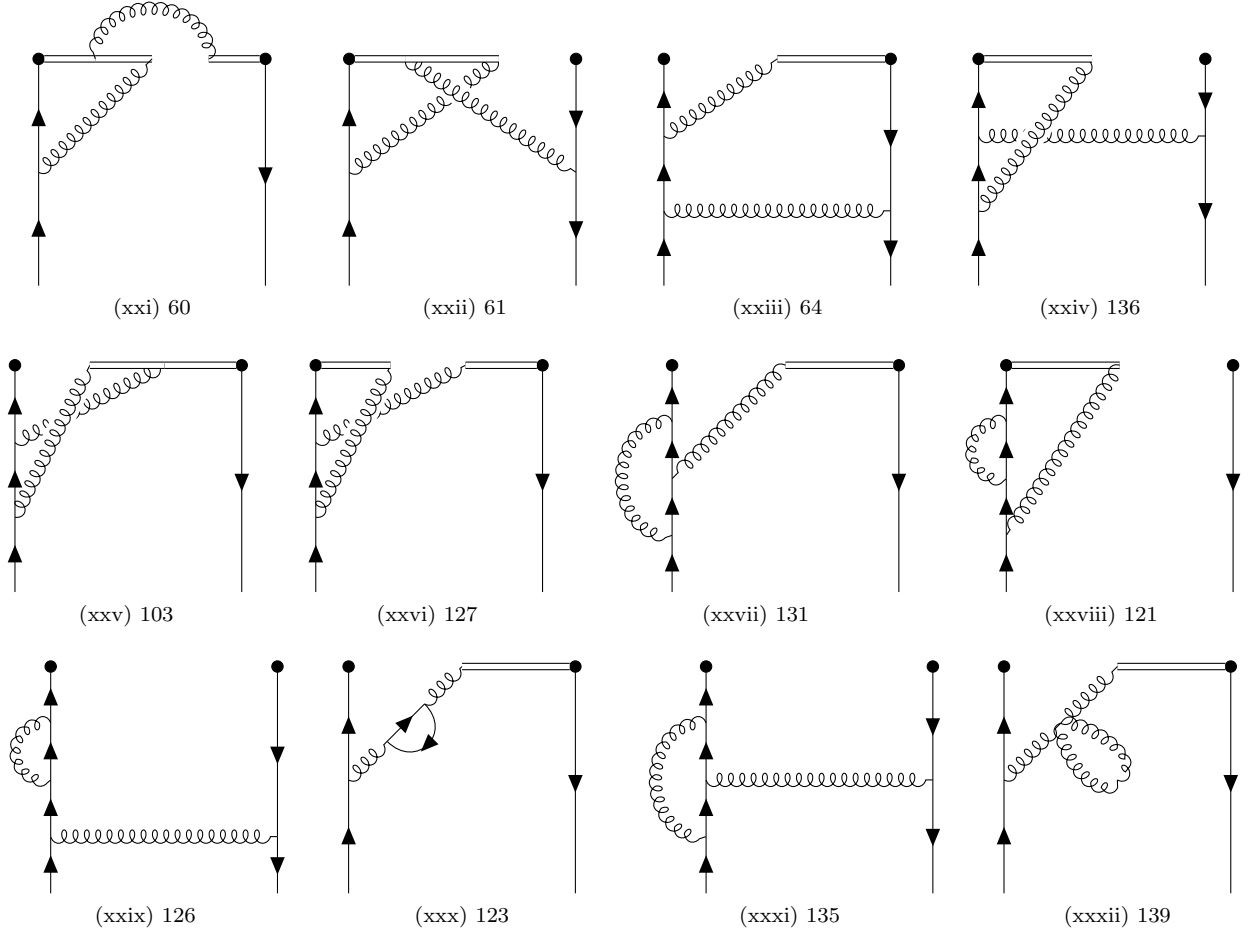 (xxi) 60 (xxii) 61 (xxiii) 64 (xxiv) 136
(xxv) 103 (xxvi) 127 (xxvii) 131 (xxviii) 121
(xxix) 126 (xxx) 123 (xxxi) 135 (xxxii) 139